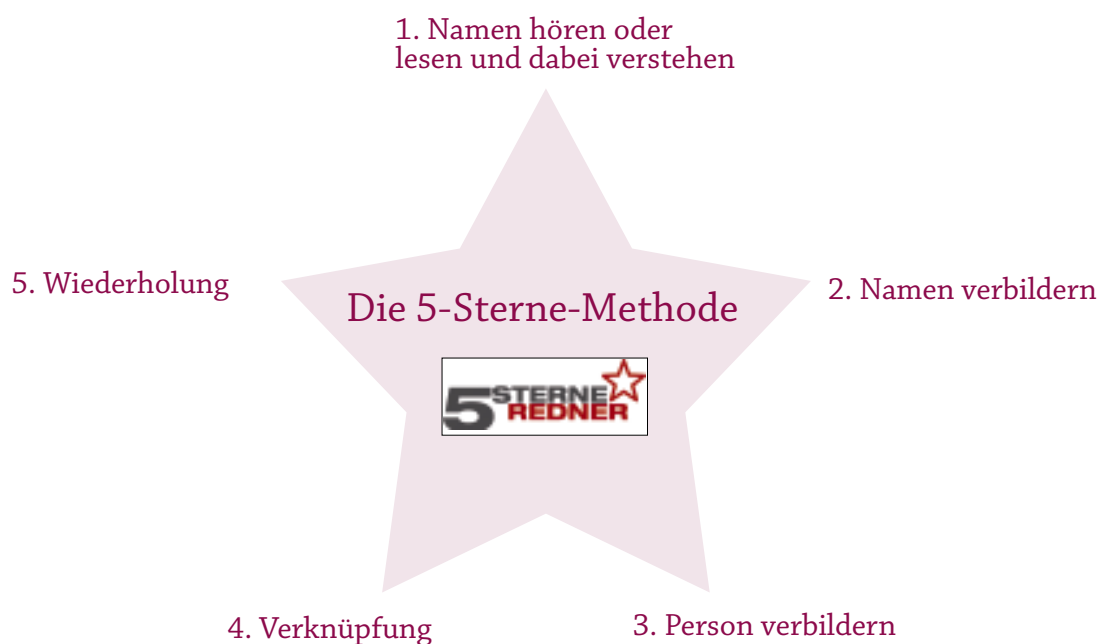 1. Namen hören oder
lesen und dabei verstehen
5. Wiederholung
2. Namen verbildern
Die 5-Sterne-Methode
5 STERNE
REDNER
4. Verknüpfung
3. Person verbildern